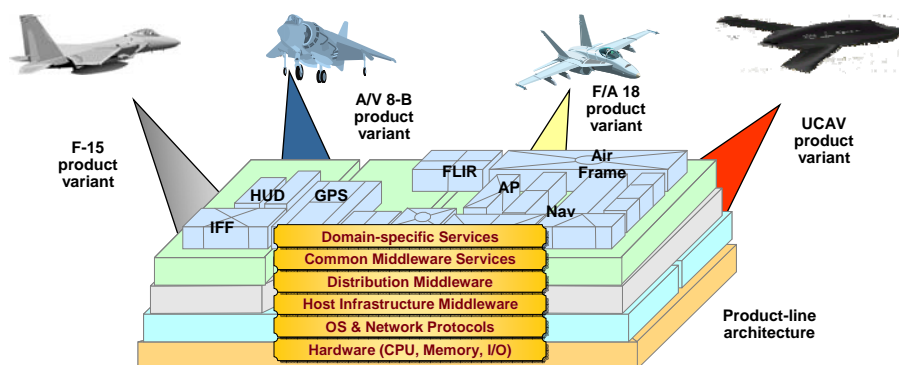 A/V 8-B
product
variant
F/A 18
product
variant
UCAV
product
variant
F-15
product
variant
Air
Frame
FLIR
AP
HUD
GPS
Nav
IFF
Domain-specific Services
Common Middleware Services
Distribution Middleware
Host Infrastructure Middleware
OS & Network Protocols
Hardware (CPU, Memory, I/O)
Product-line
architecture